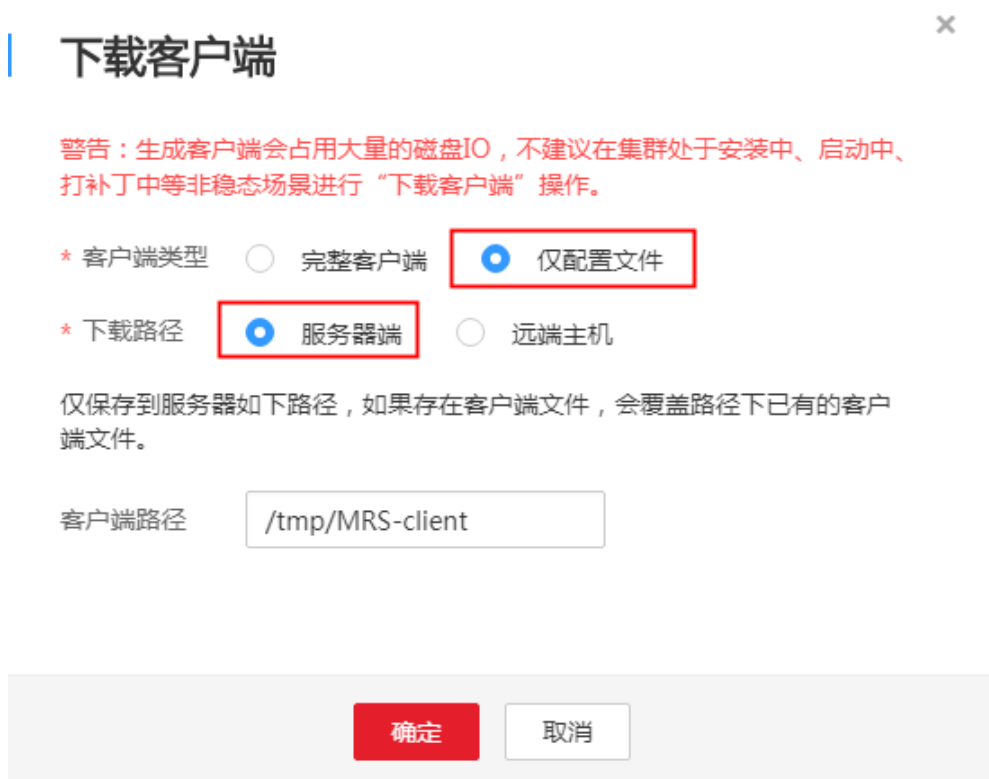 下载客户端
警告：生成客户端会占用大量的磁盘IO，不建议在集群处于安装中、启动中、
打补丁中等非稳态场景进行“下载客户端”操作。
* 客户端类型 完整客户端 仅配置文件
* 下载路径 服务器端 远端主机
仅保存到服务器如下路径，如果存在客户端文件，会覆盖路径下已有的客户
端文件。
客户端路径 /tmp/MRS-client
确定 取消